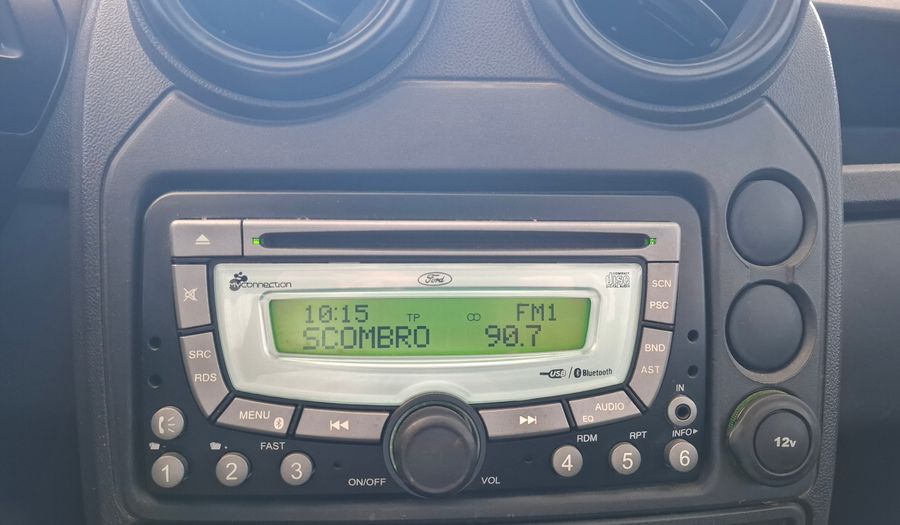 My connection
Ford
COMPACT
DISC
DIGITAL AUDIO
SCN
PSC
10:15 TP FM1
SCOMBRO 90.7
USB / Bluetooth
SRC
RDS
BND
AST
MENU
AUDIO
EQ
IN
FAST
RDM
RPT
INFO
1
2
3
4
5
6
ON/OFF
VOL
12v